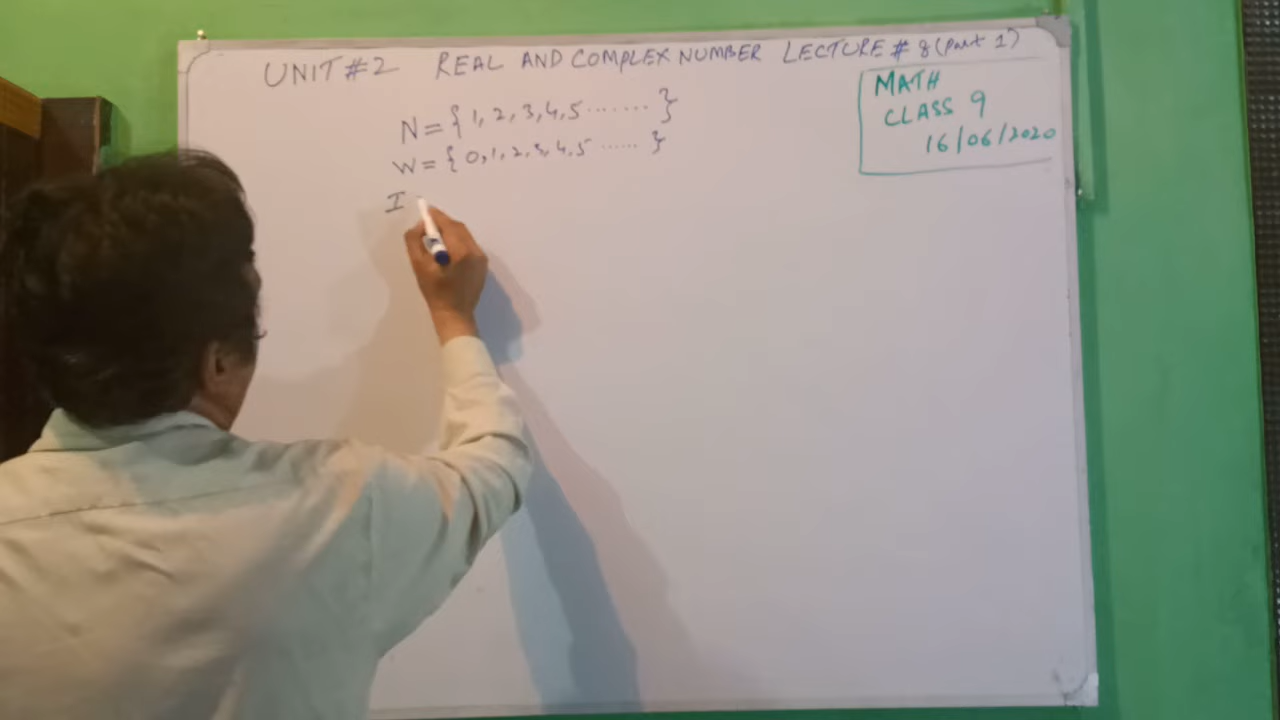 UNIT #2 REAL AND COMPLEX NUMBER LECTURE # 8 (Part 1)
MATH
CLASS 9
16/06/2020
N = { 1, 2, 3, 4, 5 ....... }
W = { 0, 1, 2, 3, 4, 5 ...... }
I